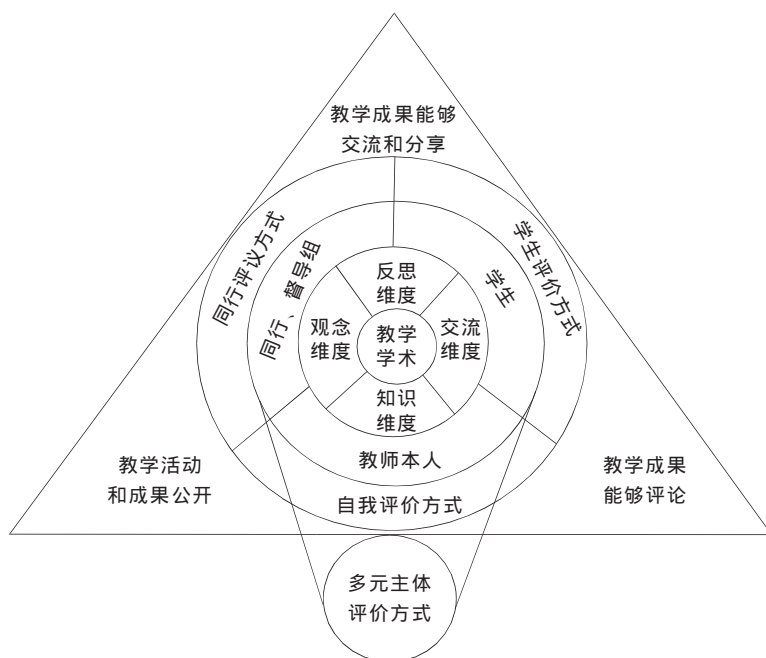 教学成果能够
交流和分享
同行评议方式
同行、督导组
学生
学生评价方式
反思
维度
观念
维度
教学
学术
交流
维度
知识
维度
教师本人
自我评价方式
教学活动
和成果公开
教学成果
能够评论
多元主体
评价方式